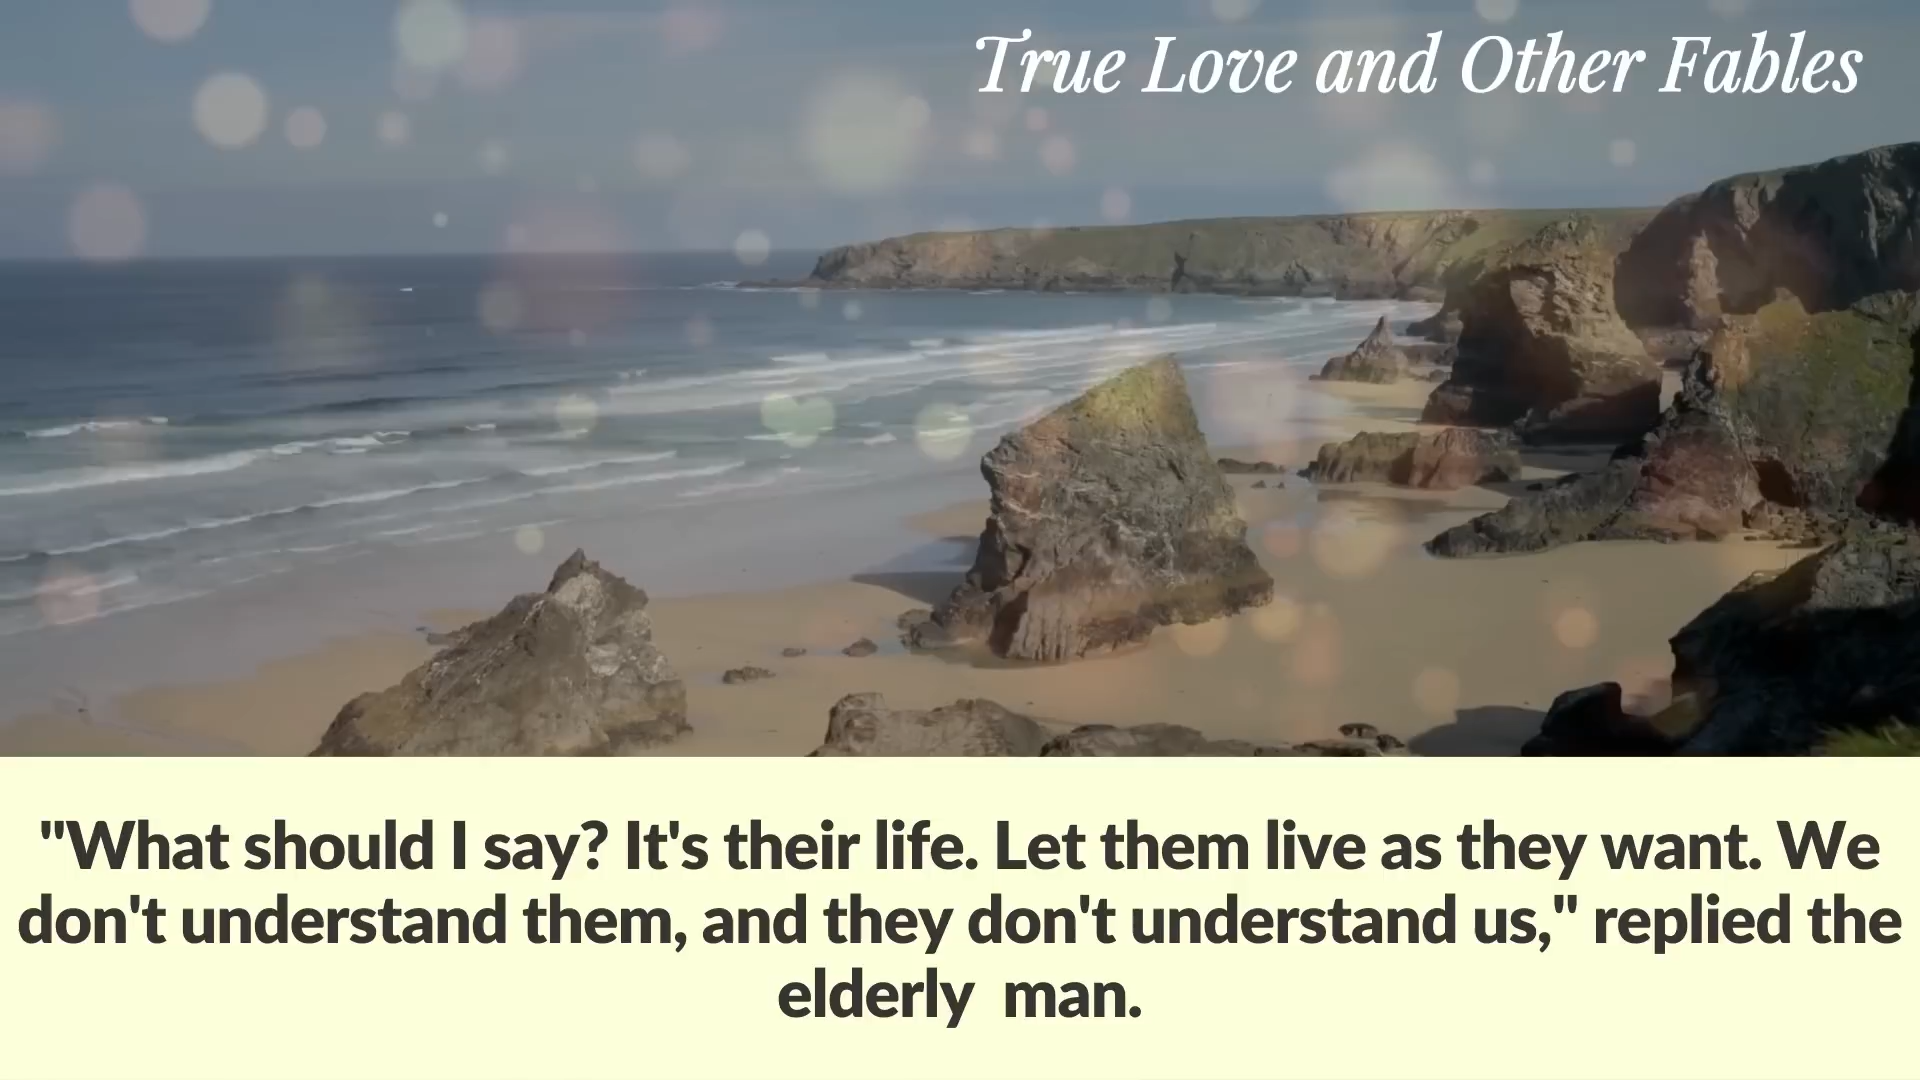 True Love and Other Fables
"What should I say? It's their life. Let them live as they want. We
don't understand them, and they don't understand us," replied the
elderly  man.